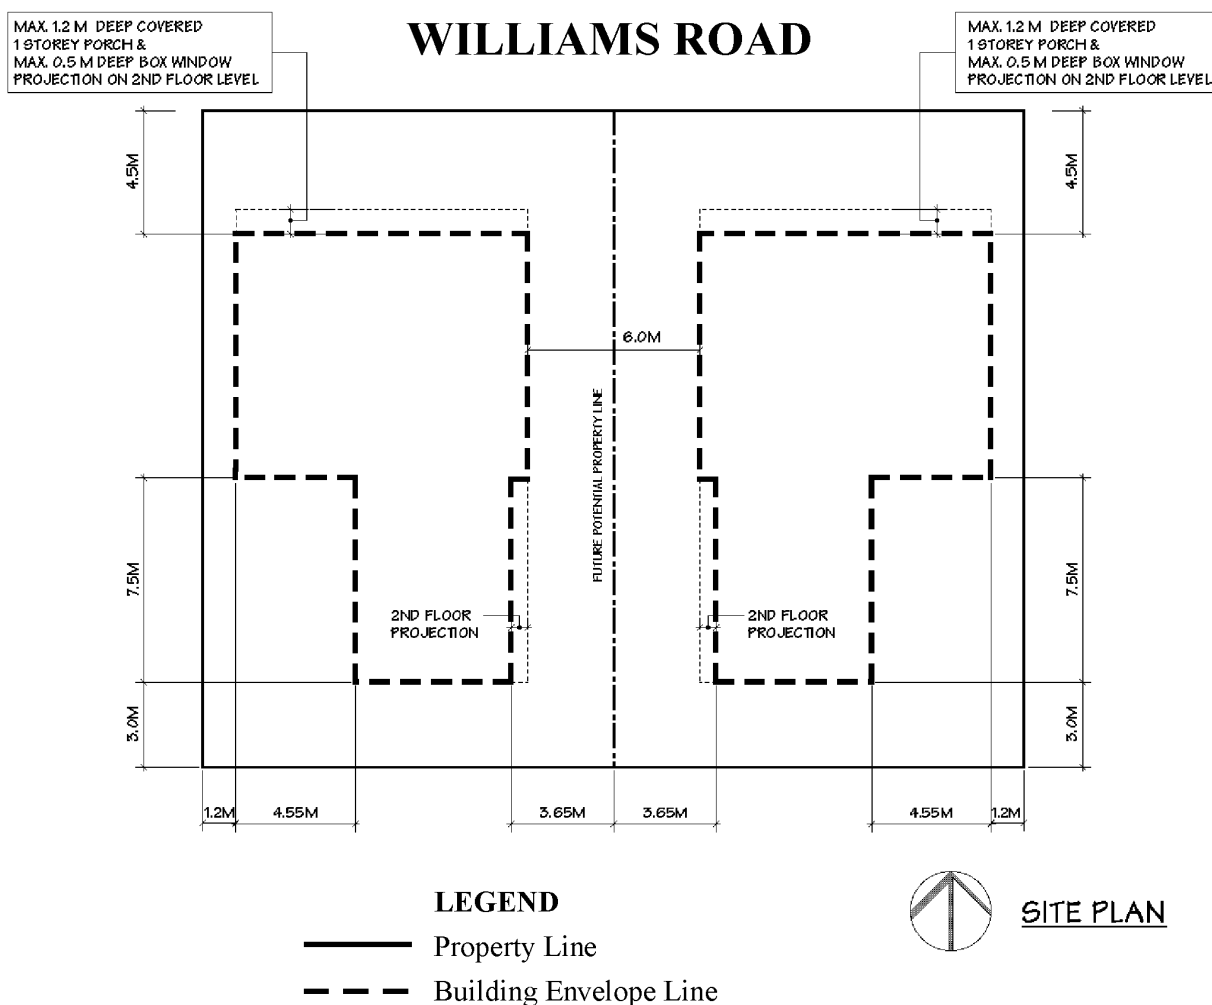 MAX. 1.2 M DEEP COVERED
1 STOREY PORCH &
MAX. 0.5 M DEEP BOX WINDOW
PROJECTION ON 2ND FLOOR LEVEL
WILLIAMS ROAD
MAX. 1.2 M DEEP COVERED
1 STOREY PORCH &
MAX. 0.5 M DEEP BOX WINDOW
PROJECTION ON 2ND FLOOR LEVEL
4.5M
4.5M
6.0M
FUTURE POTENTIAL PROPERTY LINE
7.5M
7.5M
2ND FLOOR
PROJECTION
2ND FLOOR
PROJECTION
3.0M
3.0M
1.2M
4.55M
3.65M
3.65M
4.55M
1.2M
LEGEND
Property Line
Building Envelope Line
SITE PLAN